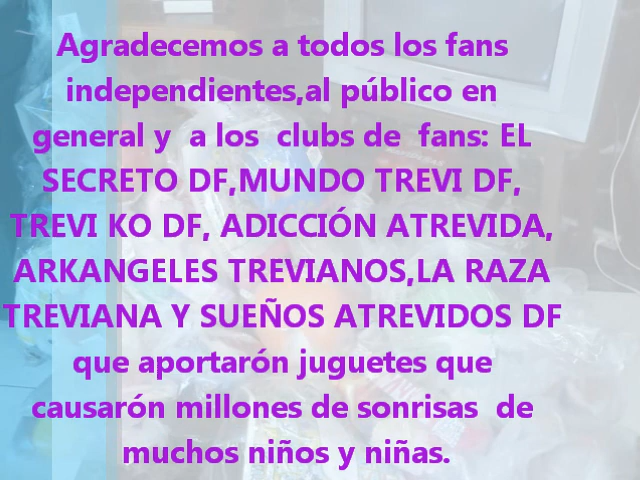 Agradecemos a todos los fans
independientes,al público en
general y  a los  clubs de  fans: EL
SECRETO DF,MUNDO TREVI DF,
TREVI KO DF, ADICCIÓN ATREVIDA,
ARKANGELES TREVIANOS,LA RAZA
TREVIANA Y SUEÑOS ATREVIDOS DF
que aportarón juguetes que
causarón millones de sonrisas  de
muchos niños y niñas.